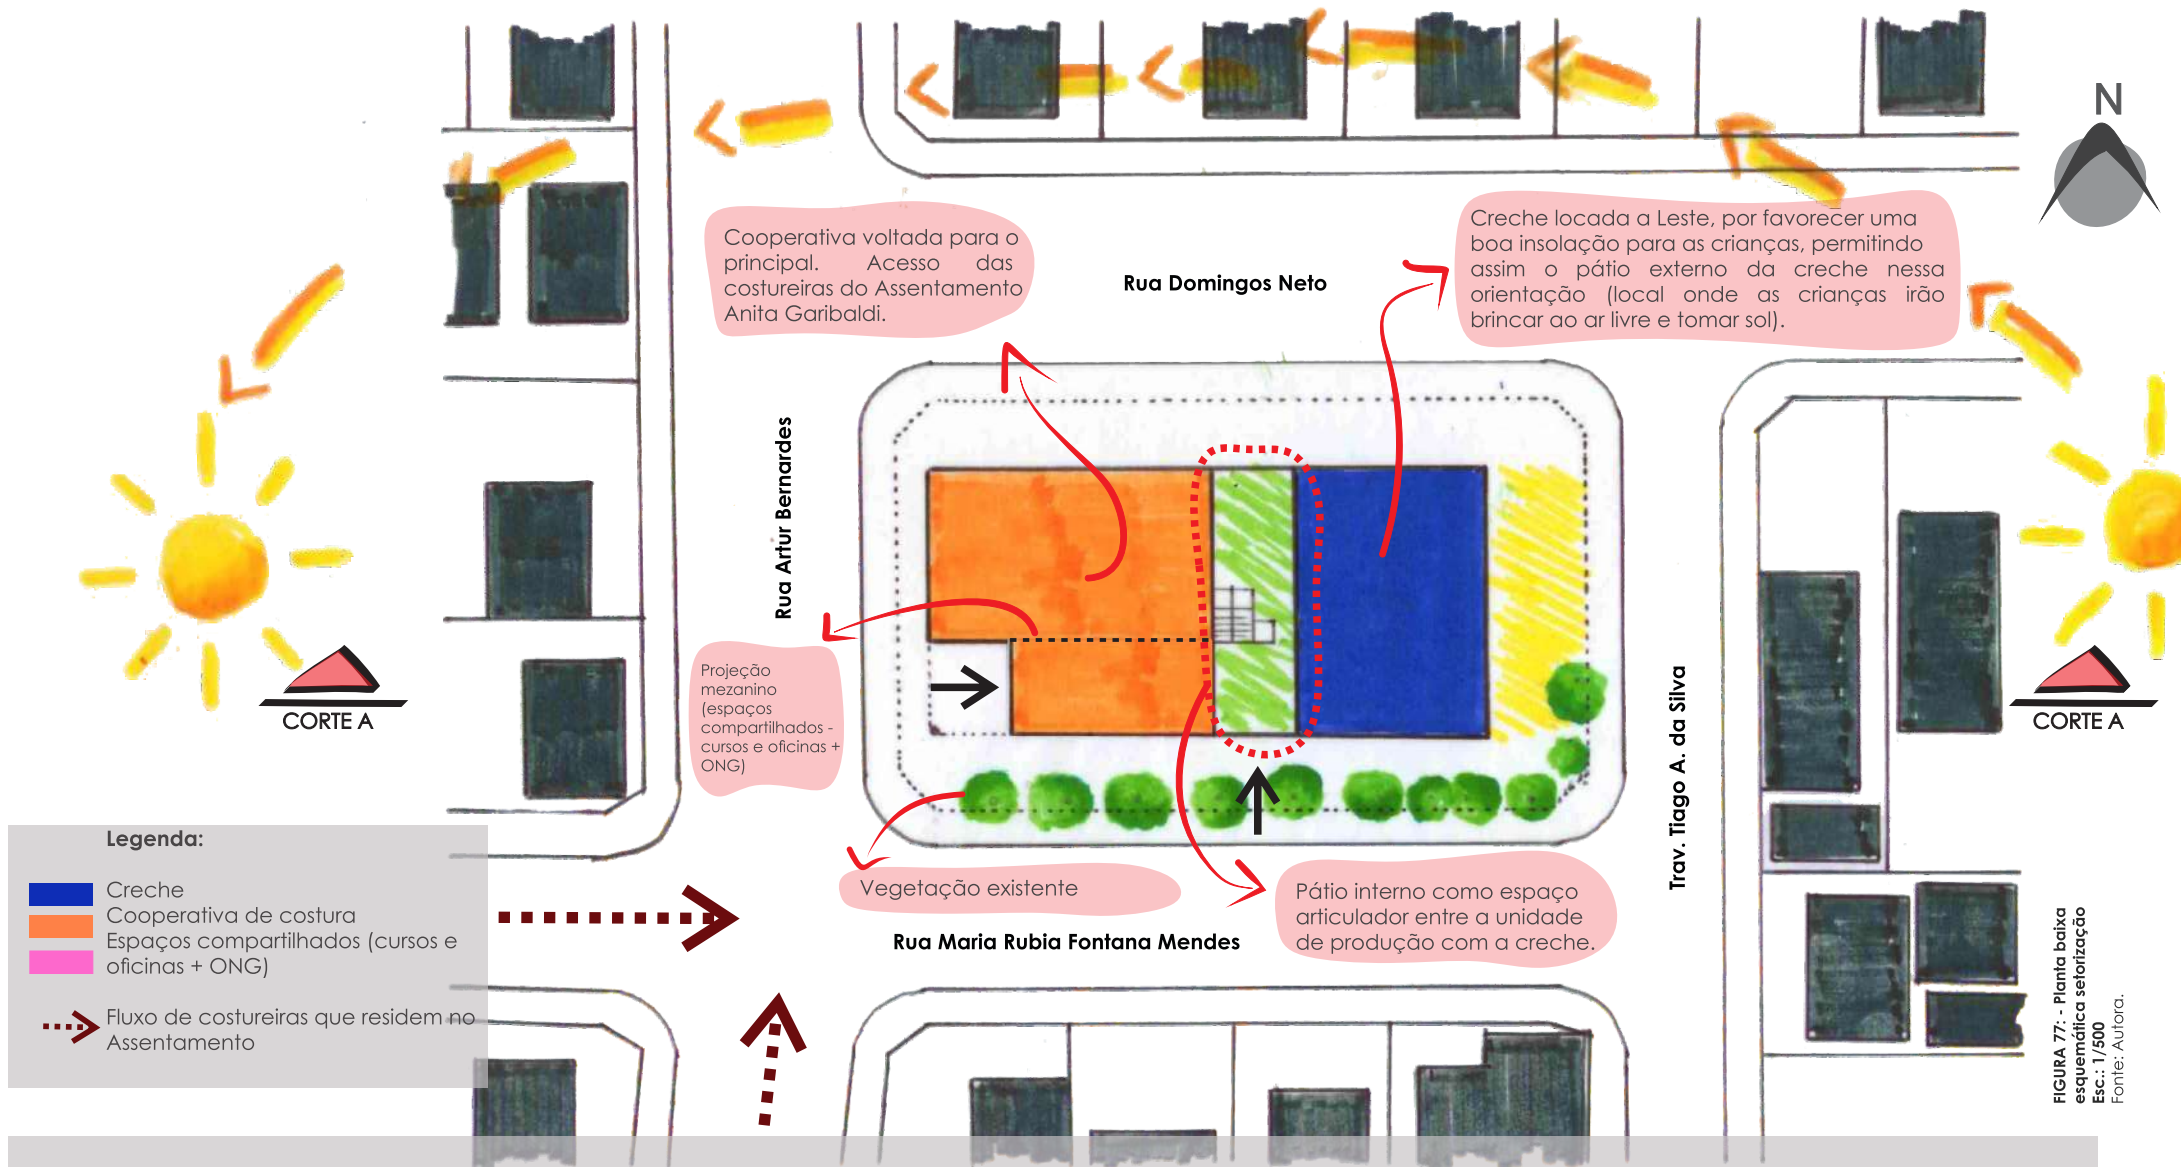 N
Cooperativa voltada para o
principal. Acesso das
costureiras do Assentamento
Anita Garibaldi.
Creche locada a Leste, por favorecer uma
boa insolação para as crianças, permitindo
assim o pátio externo da creche nessa
orientação (local onde as crianças irão
brincar ao ar livre e tomar sol).
Rua Domingos Neto
Rua Artur Bernardes
Projeção
mezanino
(espaços
compartilhados -
cursos e oficinas +
ONG)
CORTE A
CORTE A
Trav. Tiago A. da Silva
Vegetação existente
Pátio interno como espaço
articulador entre a unidade
de produção com a creche.
Rua Maria Rubia Fontana Mendes
Legenda:
Creche
Cooperativa de costura
Espaços compartilhados (cursos e
oficinas + ONG)
Fluxo de costureiras que residem no
Assentamento
FIGURA 77: - Planta baixa
esquemática setorização
Esc.: 1/500
Fonte: Autora.